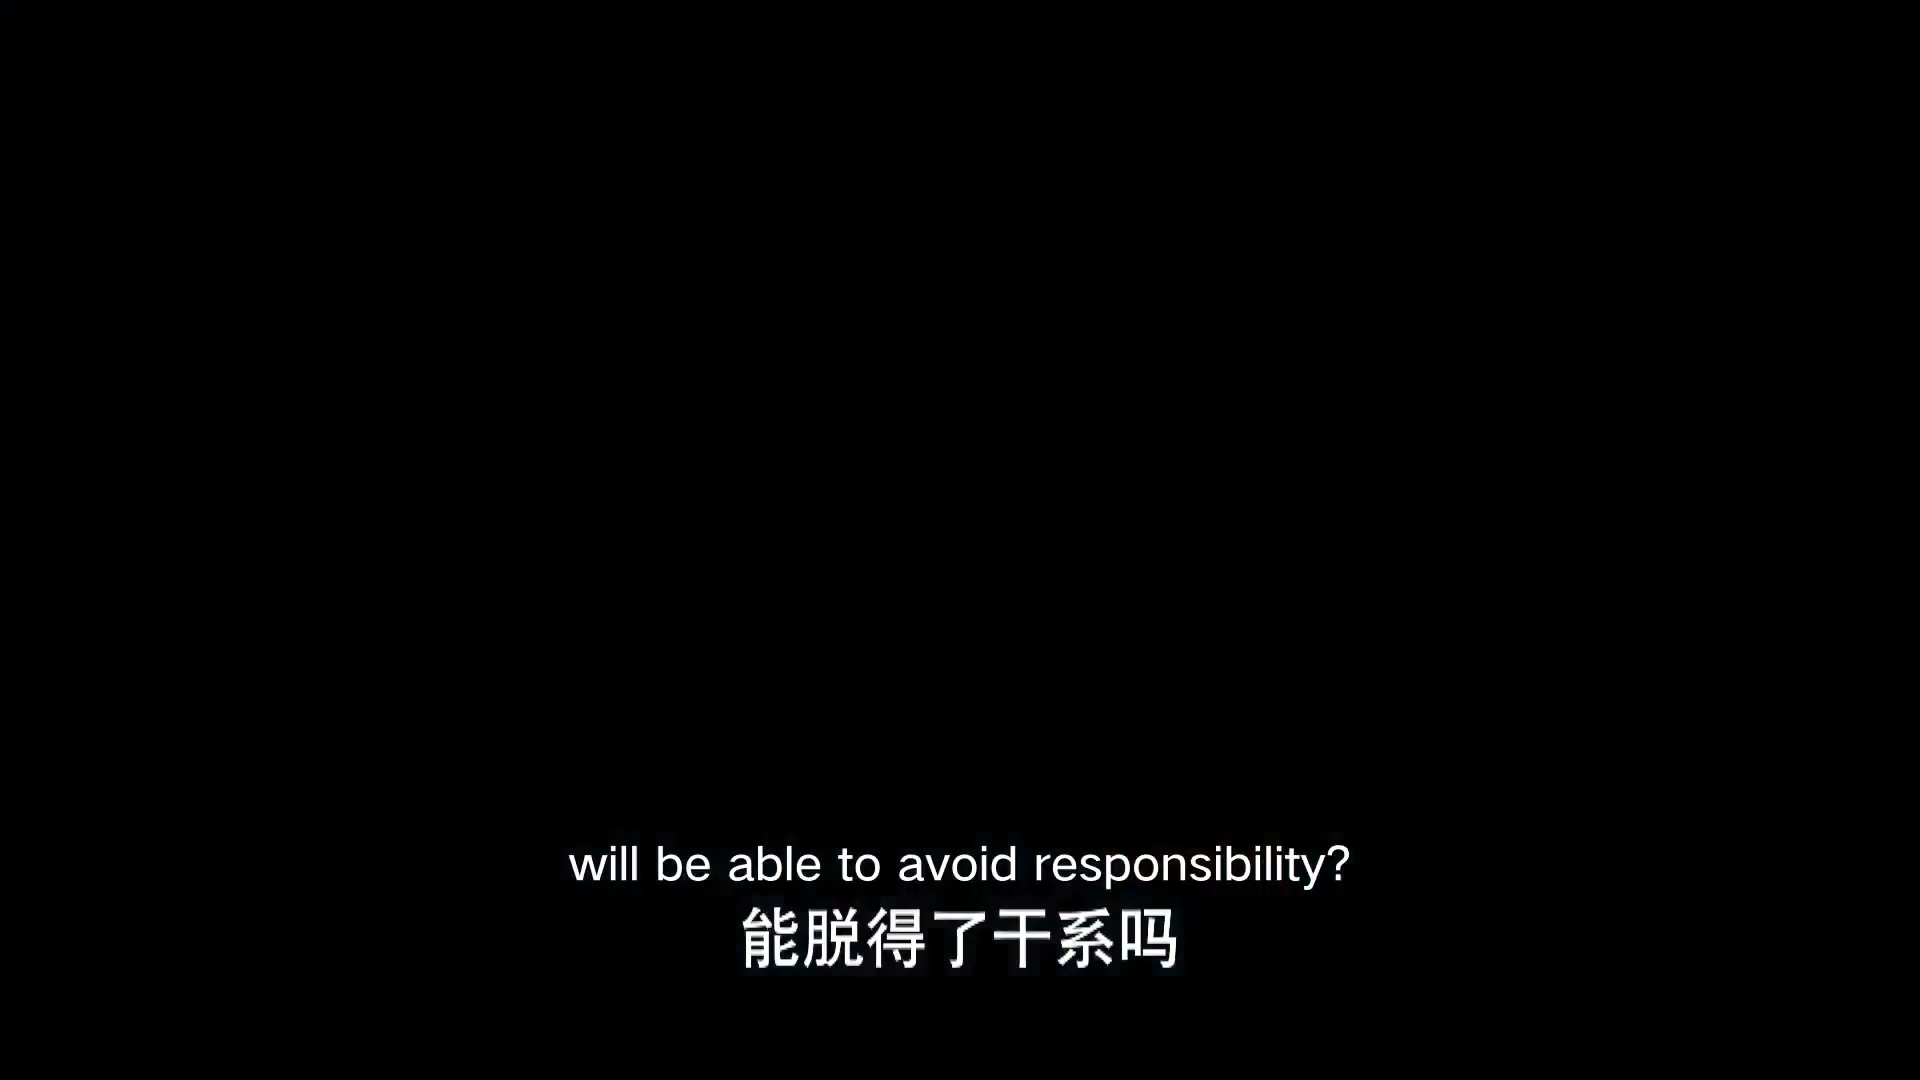 will be able to avoid responsibility?
能脱得了干系吗